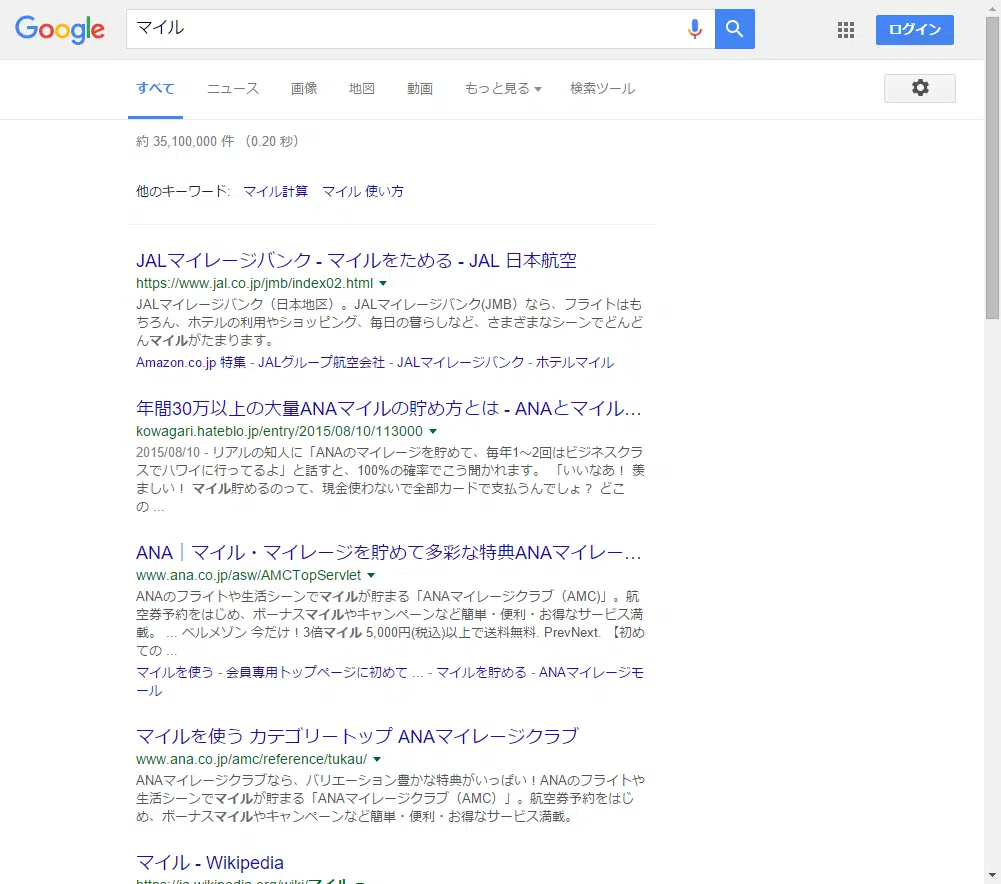 Google
マイル
ログイン
すべて ニュース 画像 地図 動画 もっと見る 検索ツール
約 35,100,000 件 （0.20 秒）
他のキーワード: マイル計算 マイル 使い方
JALマイレージバンク - マイルをためる - JAL 日本航空
https://www.jal.co.jp/jmb/index02.html
JALマイレージバンク（日本地区）。JALマイレージバンク(JMB）なら、フライトはも
ちろん、ホテルの利用やショッピング、毎日の暮らしなど、さまざまなシーンでどんど
んマイルがたまります。
Amazon.co.jp 特集 - JALグループ航空会社 - JALマイレージバンク - ホテルマイル
年間30万以上の大量ANAマイルの貯め方とは - ANAとマイル...
kowagari.hateblo.jp/entry/2015/08/10/113000
2015/08/10 - リアルの知人に「ANAのマイレージを貯めて、毎年1～2回はビジネスクラ
スでハワイに行ってるよ」と話すと、100%の確率でこう聞かれます。 「いいなあ！ 羨
ましい！ マイル貯めるのって、現金使わないで全部カードで支払うんでしょ？ どこ
の ...
ANA｜マイル・マイレージを貯めて多彩な特典ANAマイレー...
www.ana.co.jp/asw/AMCTopServlet
ANAのフライトや生活シーンでマイルが貯まる「ANAマイレージクラブ（AMC)」。航
空券予約をはじめ、ボーナスマイルやキャンペーンなど簡単・便利・お得なサービス満
載。 ... ベルメゾン 今だけ！3倍マイル 5,000円(税込)以上で送料無料. PrevNext. 【初め
ての ...
マイルを使う - 会員専用トップページに初めて ... - マイルを貯める - ANAマイレージモ
ール
マイルを使う カテゴリートップ ANAマイレージクラブ
www.ana.co.jp/amc/reference/tukau/
ANAマイレージクラブなら、バリエーション豊かな特典がいっぱい！ANAのフライトや
生活シーンでマイルが貯まる「ANAマイレージクラブ（AMC）」。航空券予約をはじ
め、ボーナスマイルやキャンペーンなど簡単・便利・お得なサービス満載。
マイル - Wikipedia
https://ja.wikipedia.org/wiki/マイル